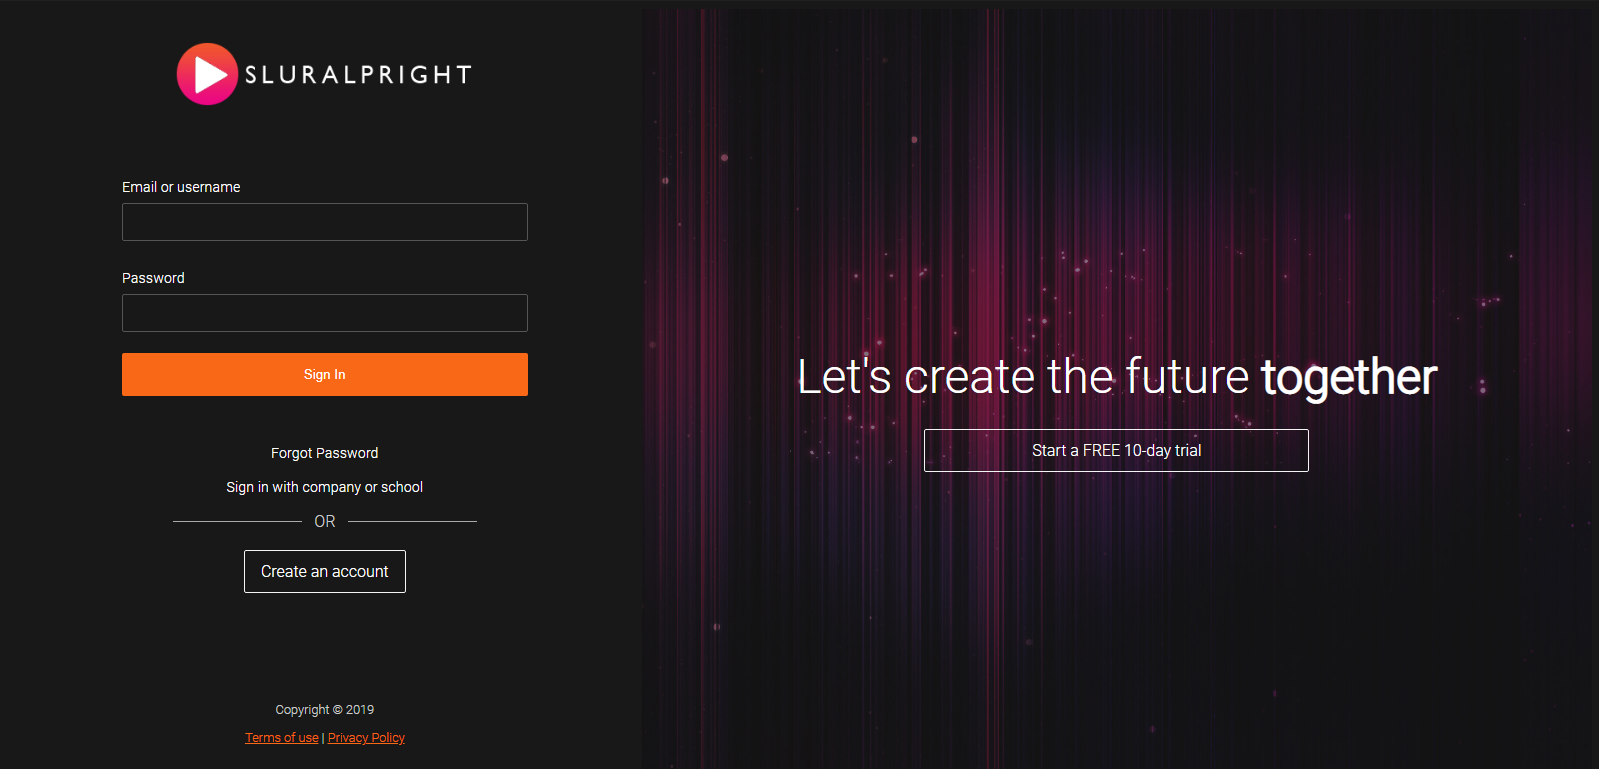 SLURALPRIGHT
Email or username
Password
Sign In
Forgot Password
Sign in with company or school
OR
Create an account
Copyright © 2019
Terms of use | Privacy Policy
Let's create the future together
Start a FREE 10-day trial